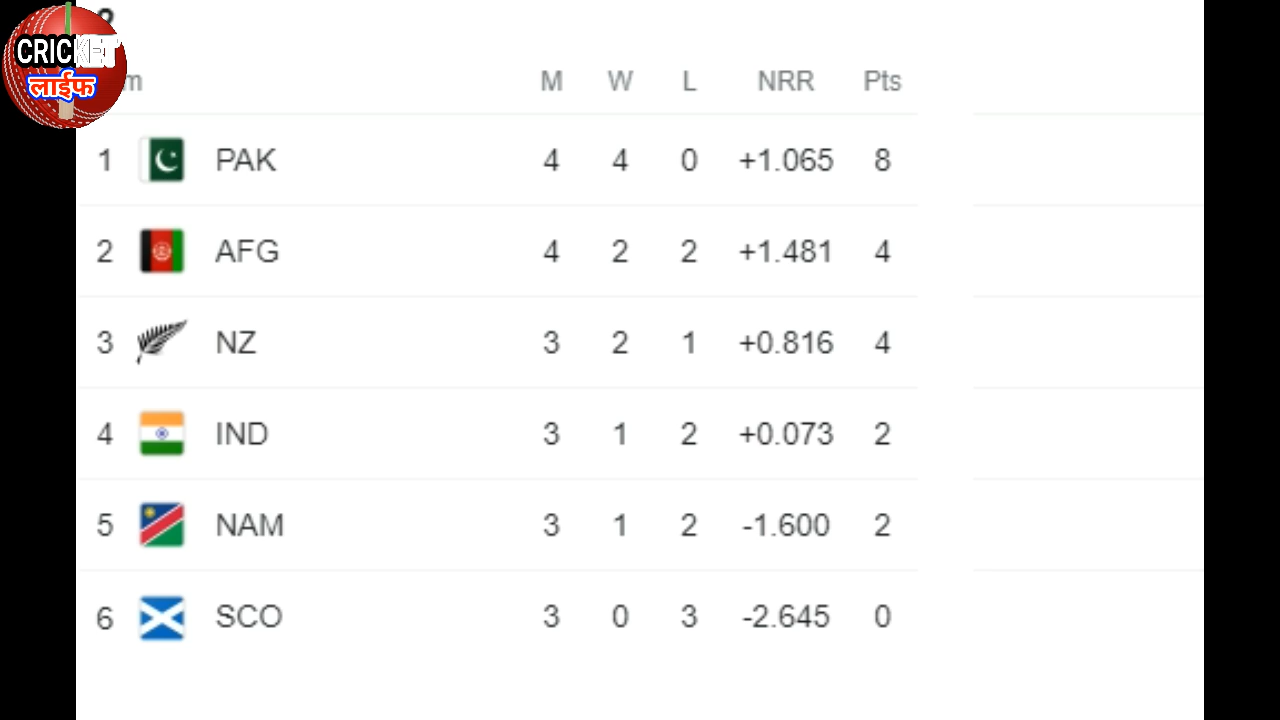 CRICKET
लाईफ
m M W L NRR Pts
1 PAK 4 4 0 +1.065 8
2 AFG 4 2 2 +1.481 4
3 NZ 3 2 1 +0.816 4
4 IND 3 1 2 +0.073 2
5 NAM 3 1 2 -1.600 2
6 SCO 3 0 3 -2.645 0